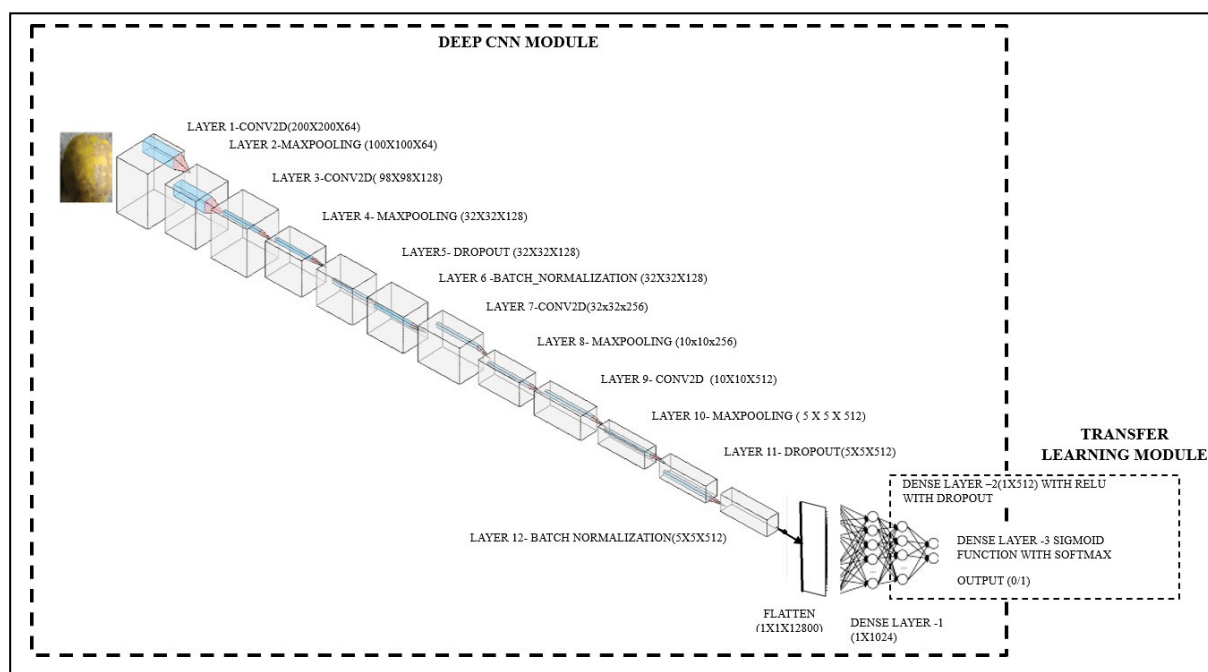 DEEP CNN MODULE
LAYER 1-CONV2D(200X200X64)
LAYER 2-MAXPOOLING (100X100X64)
LAYER 3-CONV2D( 98X98X128)
LAYER 4- MAXPOOLING (32X32X128)
LAYER5- DROPOUT (32X32X128)
LAYER 6 -BATCH_NORMALIZATION (32X32X128)
LAYER 7-CONV2D(32x32x256)
LAYER 8- MAXPOOLING (10x10x256)
LAYER 9- CONV2D (10X10X512)
LAYER 10- MAXPOOLING ( 5 X 5 X 512)
LAYER 11- DROPOUT(5X5X512)
LAYER 12- BATCH NORMALIZATION(5X5X512)
FLATTEN
(1X1X12800)
DENSE LAYER -1
(1X1024)
TRANSFER
LEARNING MODULE
DENSE LAYER –2(1X512) WITH RELU
WITH DROPOUT
DENSE LAYER -3 SIGMOID
FUNCTION WITH SOFTMAX
OUTPUT (0/1)